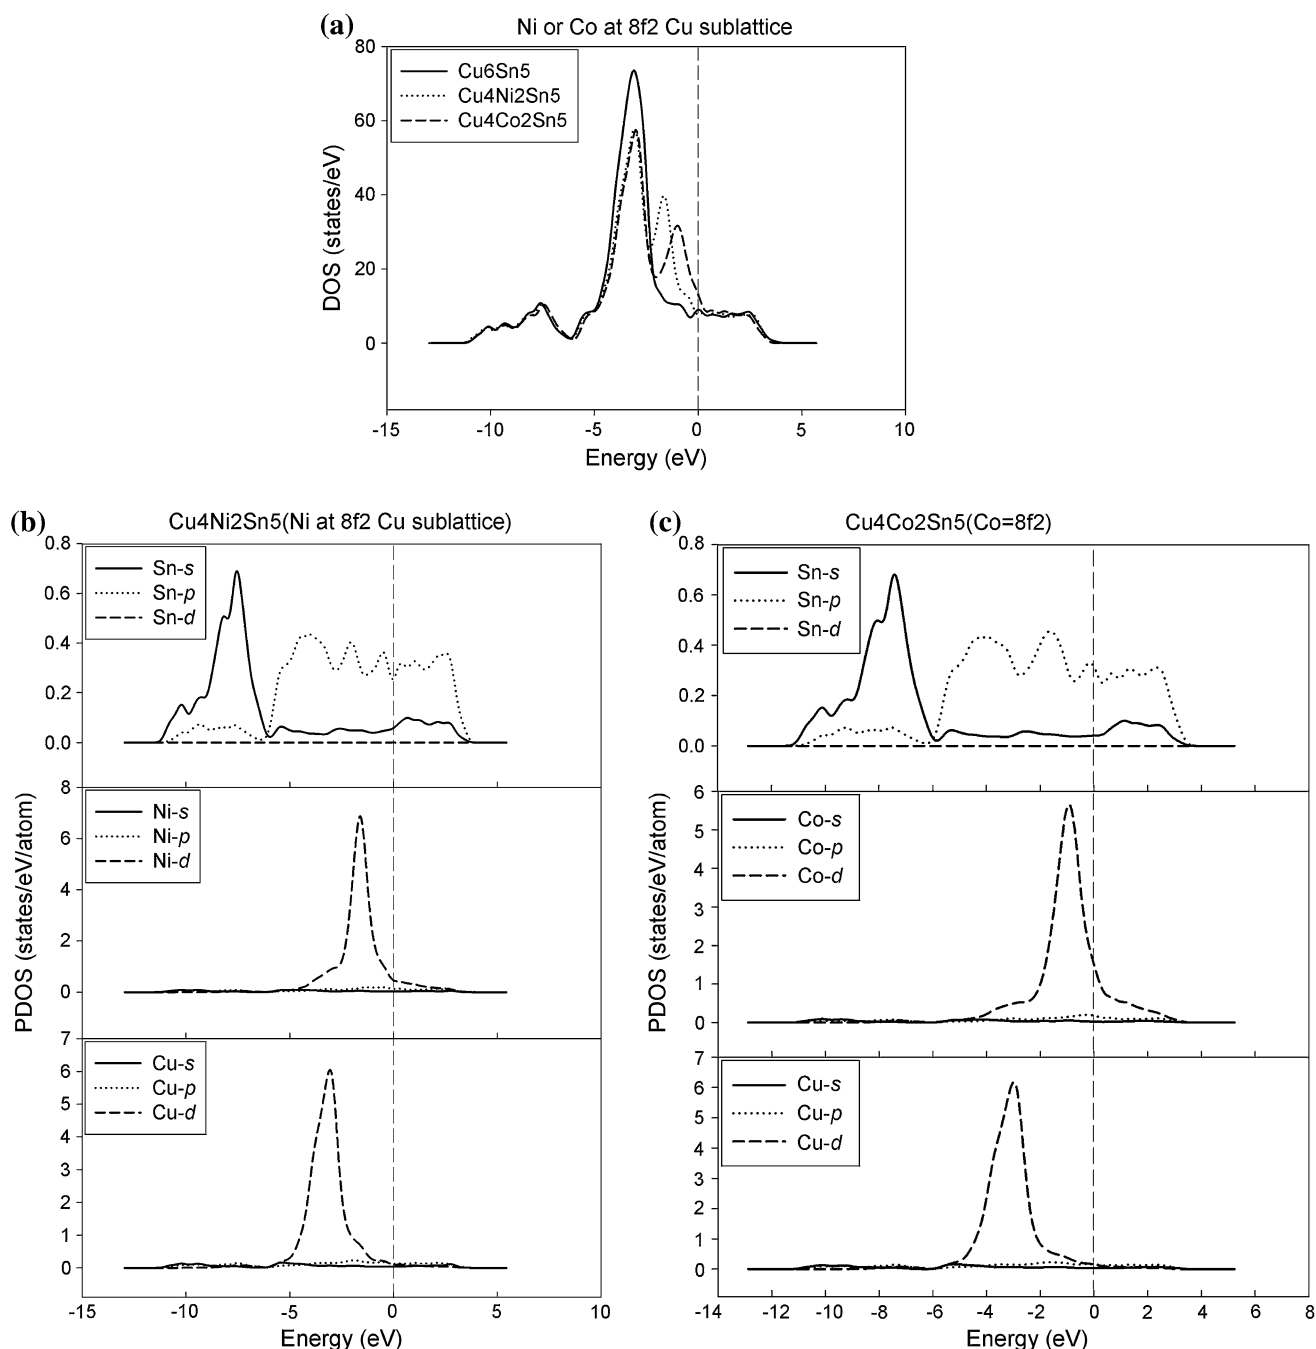 (a) Ni or Co at 8f2 Cu sublattice
80
60
40
20
0
DOS (states/eV)
Cu6Sn5
Cu4Ni2Sn5
Cu4Co2Sn5
-15 -10 -5 0 5 10
Energy (eV)
(b) Cu4Ni2Sn5(Ni at 8f2 Cu sublattice)
0.8
0.6
0.4
0.2
0.0
Sn-s
Sn-p
Sn-d
8
6
4
2
0
Ni-s
Ni-p
Ni-d
PDOS (states/eV/atom)
7
6
5
4
3
2
1
0
Cu-s
Cu-p
Cu-d
-15 -10 -5 0 5 10
Energy (eV)
(c) Cu4Co2Sn5(Co=8f2)
0.8
0.6
0.4
0.2
0.0
Sn-s
Sn-p
Sn-d
6
5
4
3
2
1
0
Co-s
Co-p
Co-d
PDOS (states/eV/atom)
7
6
5
4
3
2
1
0
Cu-s
Cu-p
Cu-d
-14 -12 -10 -8 -6 -4 -2 0 2 4 6 8
Energy (eV)